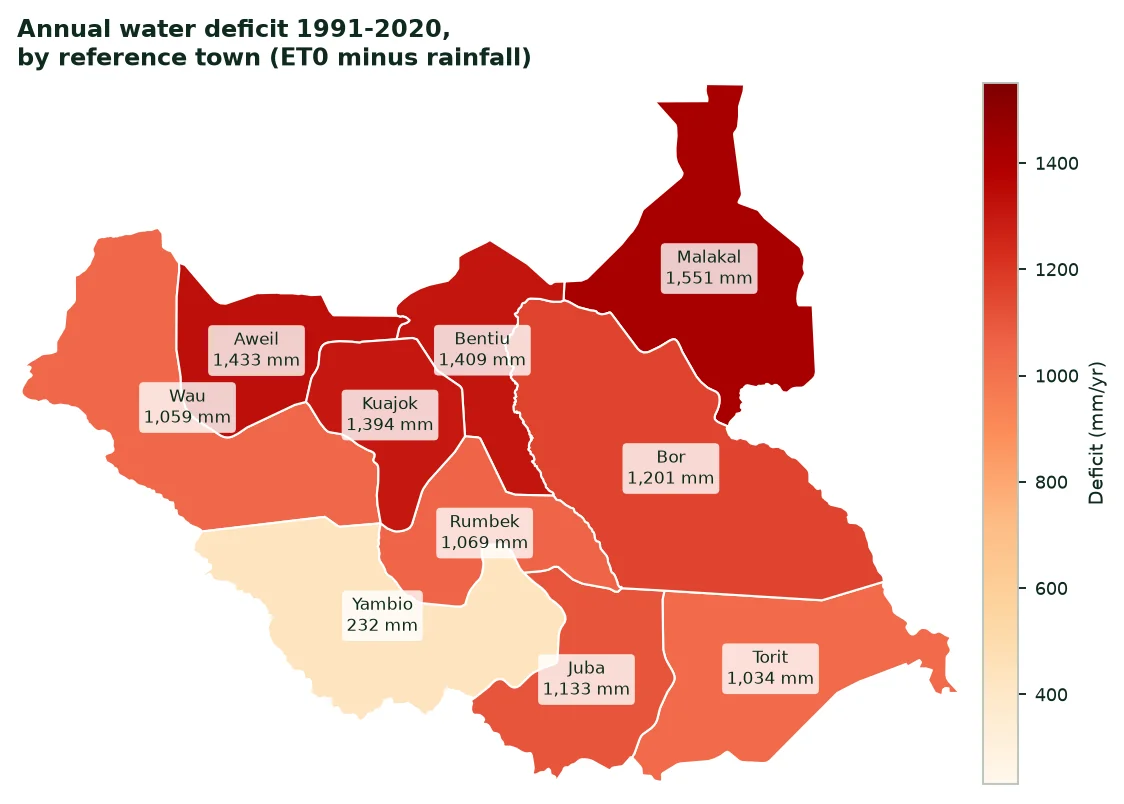 Annual water deficit 1991-2020,
by reference town (ET0 minus rainfall)
Malakal
1,551 mm
Aweil
1,433 mm
Bentiu
1,409 mm
Wau
1,059 mm
Kuajok
1,394 mm
Bor
1,201 mm
Rumbek
1,069 mm
Yambio
232 mm
Juba
1,133 mm
Torit
1,034 mm
1400
1200
1000
800
600
400
Deficit (mm/yr)